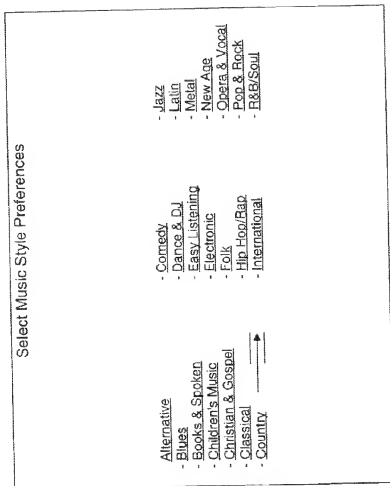 Select Music Style Preferences
Alternative
- Blues
- Books & Spoken
- Children's Music
- Christian & Gospel
- Classical
- Country
- Comedy
- Dance & DJ
- Easy Listening
- Electronic
- Folk
- Hip Hop/Rap
- International
- Jazz
- Latin
- Metal
- New Age
- Opera & Vocal
- Pop & Rock
- R&B/Soul